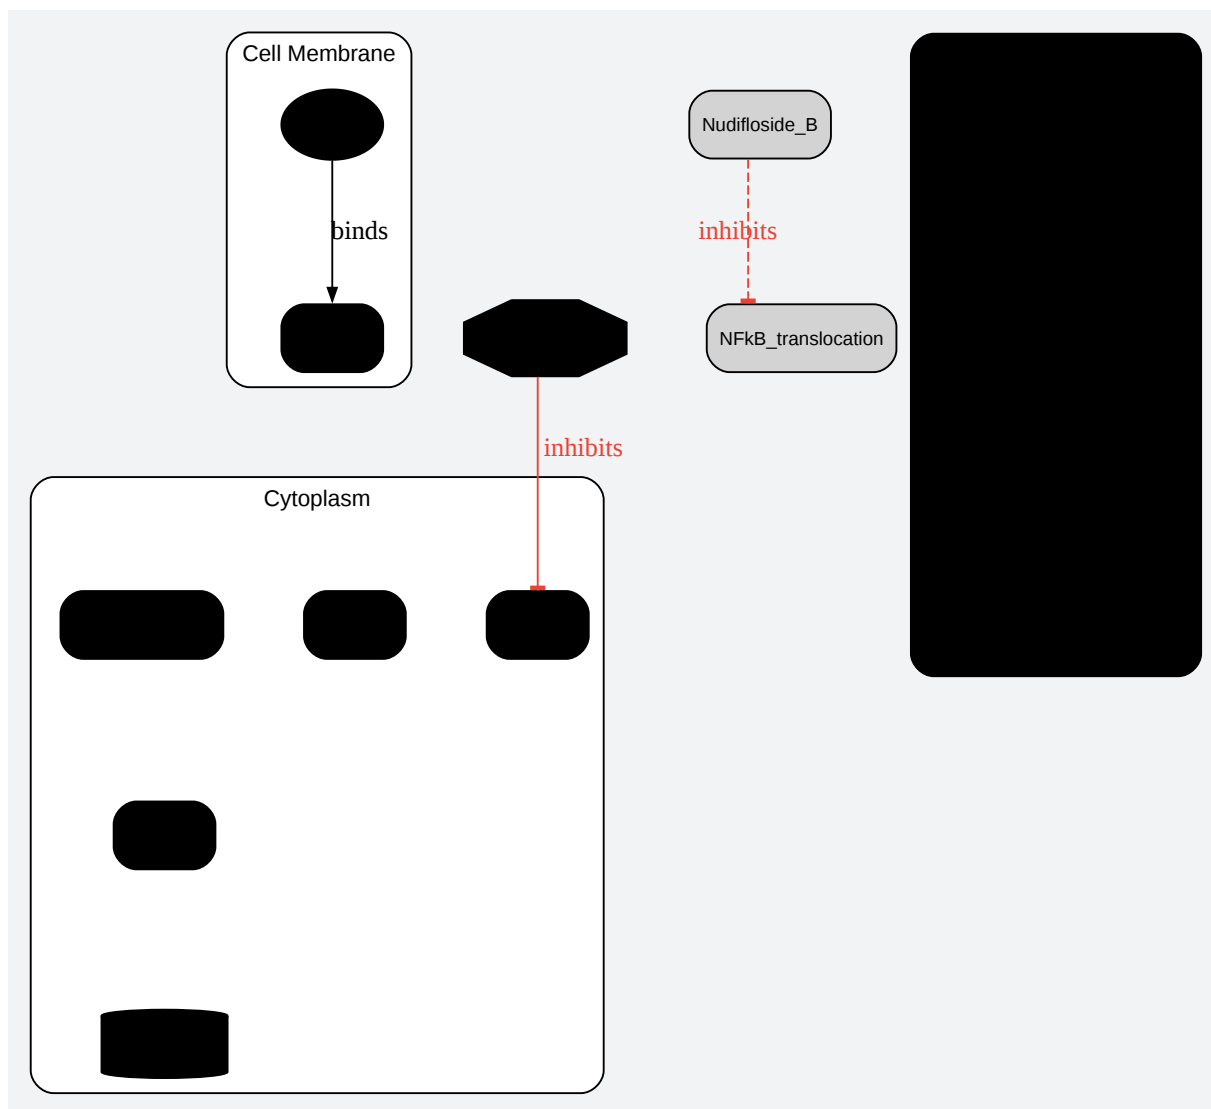 Cell Membrane
Nudifloside_B
binds
inhibits
NFkB_translocation
inhibits
Cytoplasm